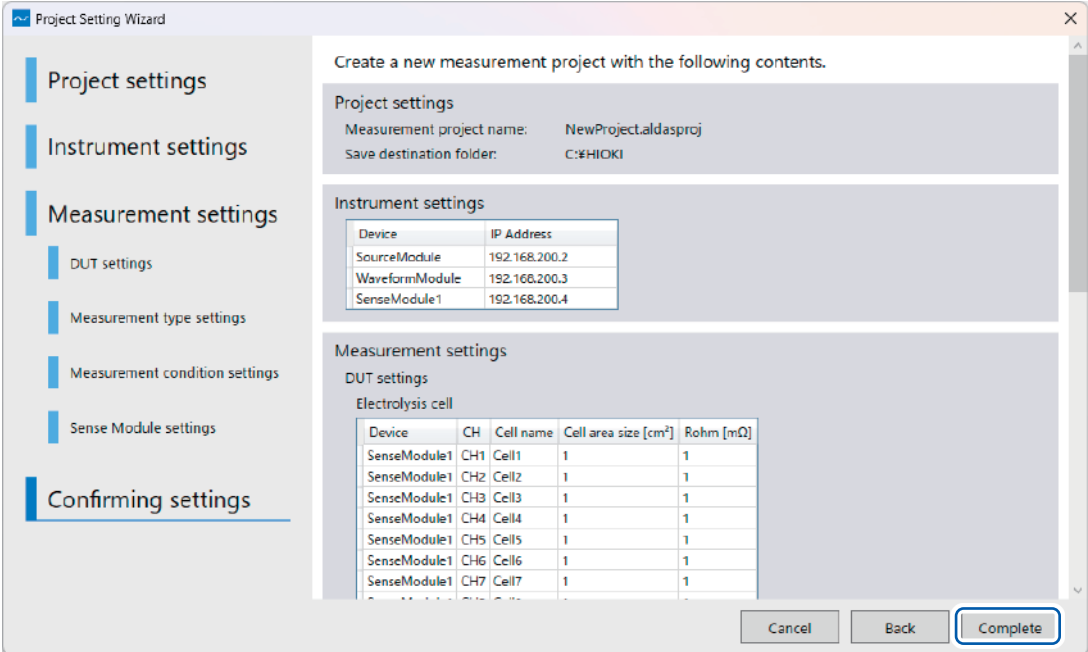 Project Setting Wizard
Project settings
Instrument settings
Measurement settings
DUT settings
Measurement type settings
Measurement condition settings
Sense Module settings
Confirming settings
Create a new measurement project with the following contents.
Project settings
Measurement project name: NewProject.aldasproj
Save destination folder: C:¥HIOKI
Instrument settings
Device IP Address
SourceModule 192.168.200.2
WaveformModule 192.168.200.3
SenseModule1 192.168.200.4
Measurement settings
DUT settings
Electrolysis cell
Device CH Cell name Cell area size [cm²] Rohm [mΩ]
SenseModule1 CH1 Cell1 1 1
SenseModule1 CH2 Cell2 1 1
SenseModule1 CH3 Cell3 1 1
SenseModule1 CH4 Cell4 1 1
SenseModule1 CH5 Cell5 1 1
SenseModule1 CH6 Cell6 1 1
SenseModule1 CH7 Cell7 1 1
Cancel Back Complete